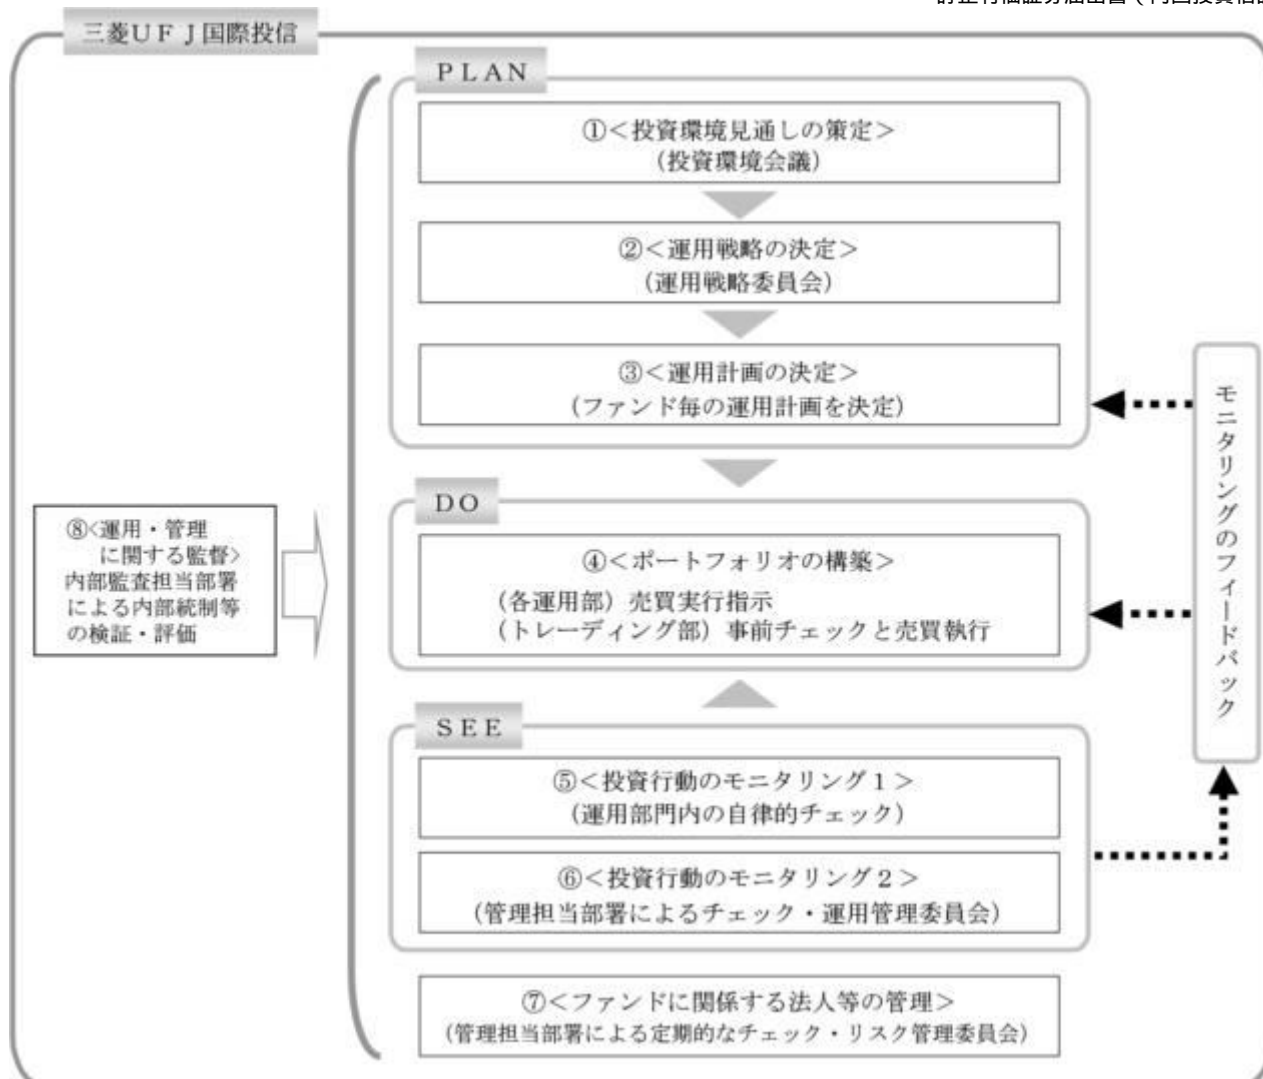 三菱ＵＦＪ国際投信
ＰＬＡＮ
①＜投資環境見通しの策定＞
（投資環境会議）
②＜運用戦略の決定＞
（運用戦略委員会）
③＜運用計画の決定＞
（ファンド毎の運用計画を決定）
ＤＯ
④＜ポートフォリオの構築＞
（各運用部）売買実行指示
（トレーディング部）事前チェックと売買執行
ＳＥＥ
⑤＜投資行動のモニタリング１＞
（運用部門内の自律的チェック）
⑥＜投資行動のモニタリング２＞
（管理担当部署によるチェック・運用管理委員会）
⑦＜ファンドに関係する法人等の管理＞
（管理担当部署による定期的なチェック・リスク管理委員会）
⑧＜運用・管理
に関する監督＞
内部監査担当部署
による内部統制等
の検証・評価
モニタリングのフィードバック